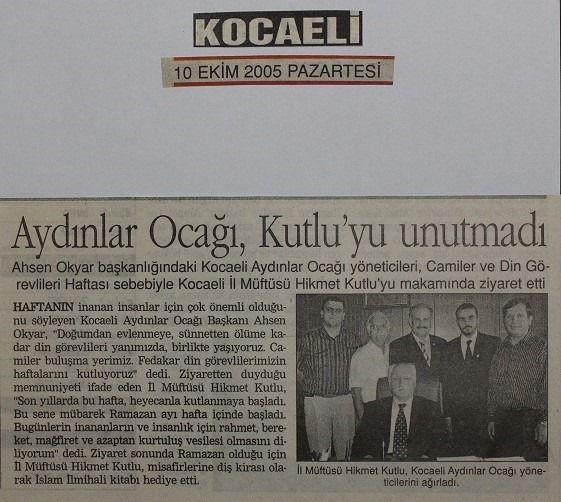 KOCAELİ
10 EKİM 2005 PAZARTESİ
Aydınlar Ocağı, Kutlu'yu unutmadı
Ahsen Okyar başkanlığındaki Kocaeli Aydınlar Ocağı yöneticileri, Camiler ve Din Gö-
revlileri Haftası sebebiyle Kocaeli İl Müftüsü Hikmet Kutlu'yu makamında ziyaret etti
HAFTANIN inanan insanlar için çok önemli olduğu-
nu söyleyen Kocaeli Aydınlar Ocağı Başkanı Ahsen
Okyar, "Doğumdan evlenmeye, sünnetten ölüme ka-
dar din görevlileri yanımızda, birlikte yaşıyoruz. Ca-
miler buluşma yerimiz. Fedakar din görevlilerimizin
haftalarını kutluyoruz" dedi. Ziyaretten duyduğu
memnuniyeti ifade eden İl Müftüsü Hikmet Kutlu,
"Son yıllarda bu hafta, heyecanla kutlanmaya başladı.
Bu sene mübarek Ramazan ayı hafta içinde başladı.
Bugünlerin inananların ve insanlık için rahmet, bere-
ket, mağfiret ve azaptan kurtuluş vesilesi olmasını di-
liyorum" dedi. Ziyaret sonunda Ramazan olduğu için
İl Müftüsü Hikmet Kutlu, misafirlerine diş kirası ola-
rak İslam İlmihali kitabı hediye etti.
İl Müftüsü Hikmet Kutlu, Kocaeli Aydınlar Ocağı yöne-
ticilerini ağırladı.